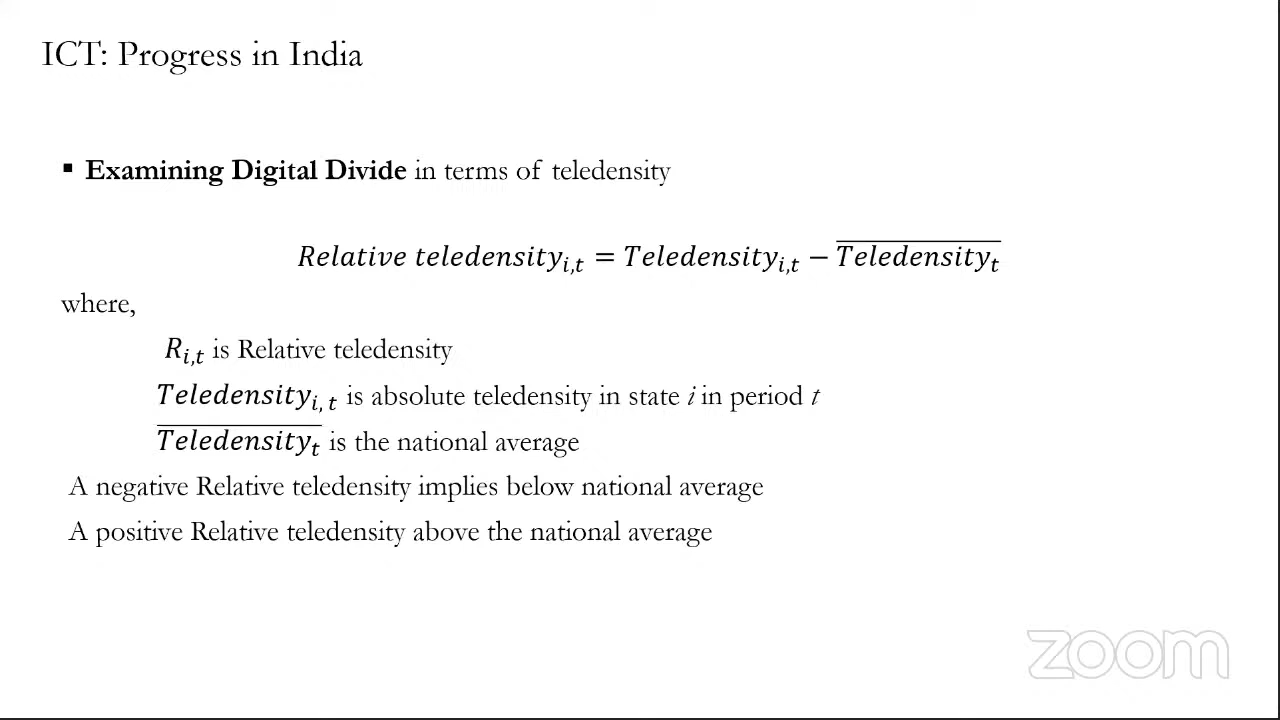 ICT: Progress in India
▪ Examining Digital Divide in terms of teledensity
Relative teledensity_{i,t} = Teledensity_{i,t} − \overline{Teledensity_t}
where,
R_{i,t} is Relative teledensity
Teledensity_{i, t} is absolute teledensity in state i in period t
\overline{Teledensity_t} is the national average
A negative Relative teledensity implies below national average
A positive Relative teledensity above the national average
zoom